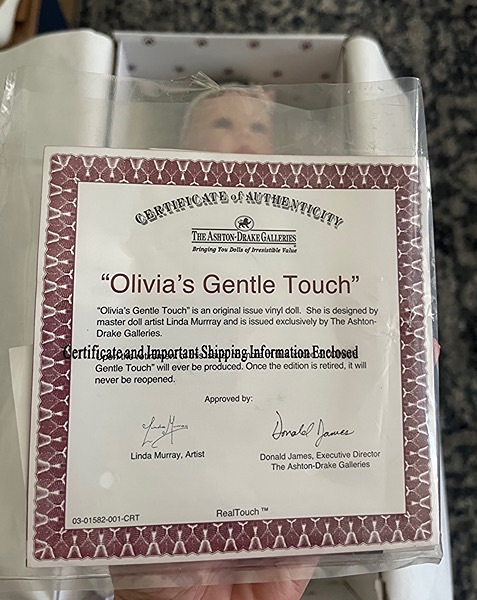 CERTIFICATE of AUTHENTICITY
THE ASHTON-DRAKE GALLERIES
Bringing You Dolls of Irresistible Value
"Olivia's Gentle Touch"
"Olivia's Gentle Touch" is an original issue vinyl doll. She is designed by
master doll artist Linda Murrray and is issued exclusively by The Ashton-
Drake Galleries.
Certificate and Important Shipping Information Enclosed
Gentle Touch" will ever be produced. Once the edition is retired, it will
never be reopened.
Approved by:
Linda Murray
Donald James
Linda Murray, Artist
Donald James, Executive Director
The Ashton-Drake Galleries
RealTouch™
03-01582-001-CRT